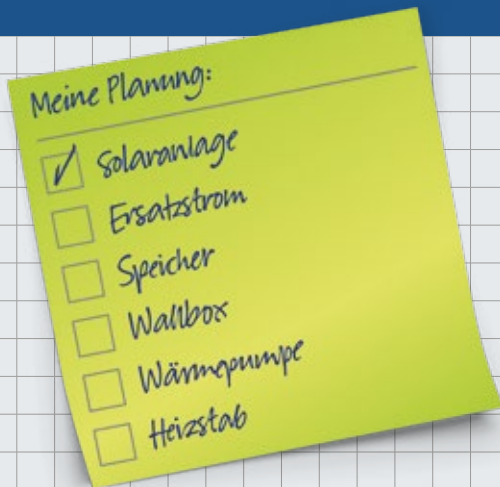 Meine Planung:
Solaranlage
Ersatzstrom
Speicher
Wallbox
Wärmepumpe
Heizstab